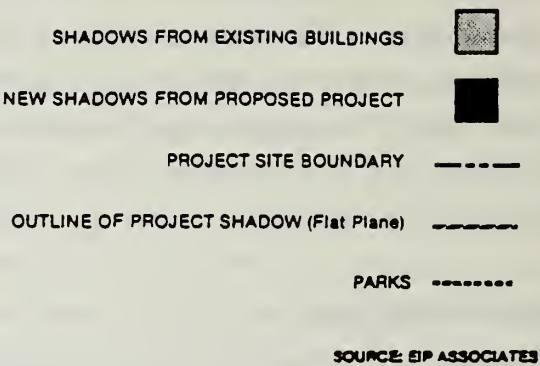 SHADOWS FROM EXISTING BUILDINGS
NEW SHADOWS FROM PROPOSED PROJECT
PROJECT SITE BOUNDARY
OUTLINE OF PROJECT SHADOW (Flat Plane)
PARKS
SOURCE: EIP ASSOCIATES